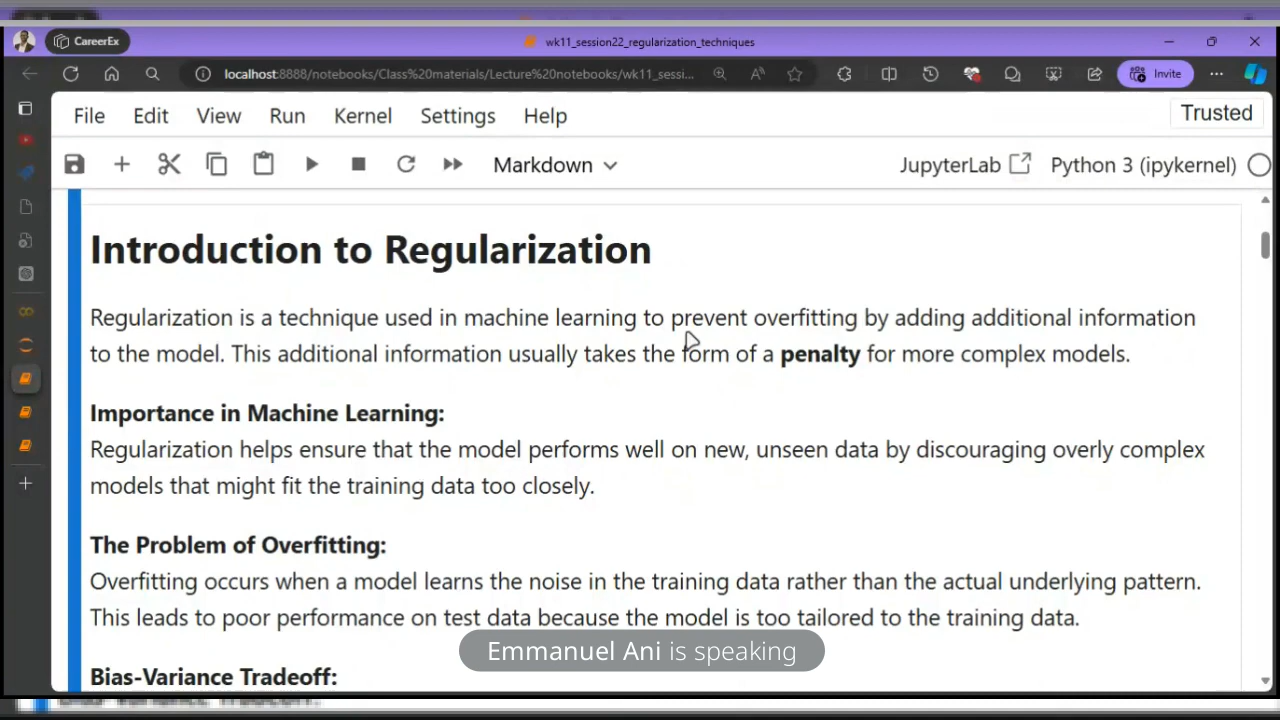 CareerEx
wk11_session22_regularization_techniques
localhost:8888/notebooks/Class%20materials/Lecture%20notebooks/wk11_sessi...
Invite
File Edit View Run Kernel Settings Help
Trusted
Markdown
JupyterLab
Python 3 (ipykernel)
Introduction to Regularization
Regularization is a technique used in machine learning to prevent overfitting by adding additional information
to the model. This additional information usually takes the form of a penalty for more complex models.
Importance in Machine Learning:
Regularization helps ensure that the model performs well on new, unseen data by discouraging overly complex
models that might fit the training data too closely.
The Problem of Overfitting:
Overfitting occurs when a model learns the noise in the training data rather than the actual underlying pattern.
This leads to poor performance on test data because the model is too tailored to the training data.
Emmanuel Ani is speaking
Bias-Variance Tradeoff: